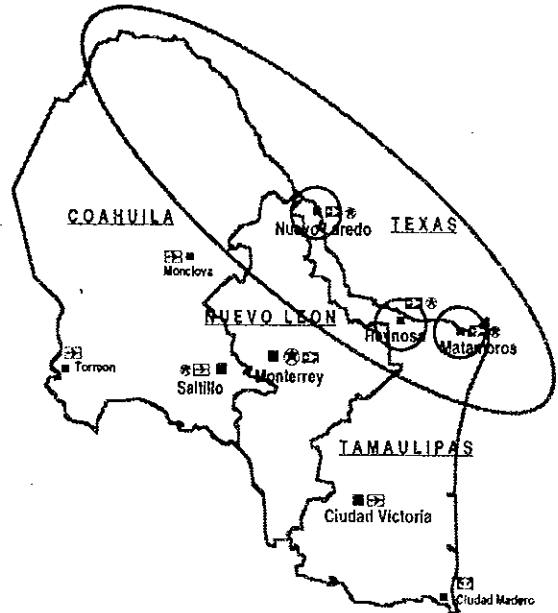 COAHUILA
Nuevo Laredo
TEXAS
Monclova
NUEVO LEON
Reynosa
Matamoros
Torreon
Saltillo
Monterrey
TAMAULIPAS
Ciudad Victoria
Ciudad Madero